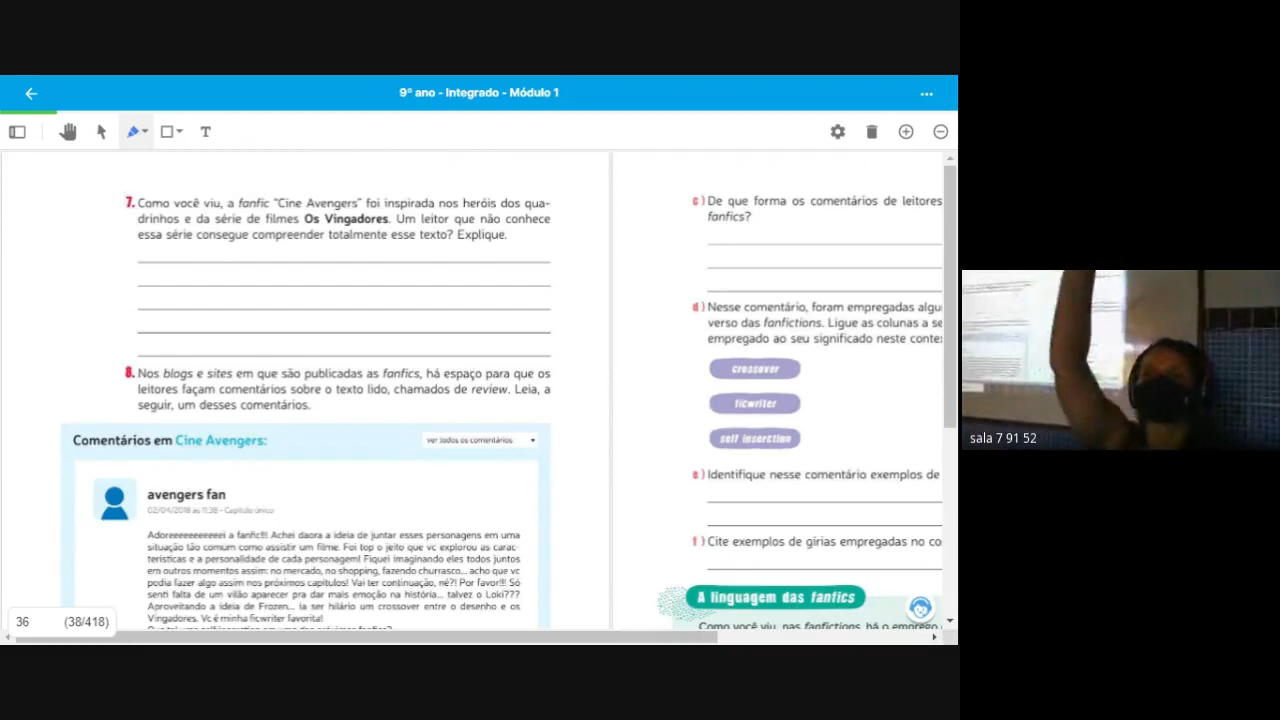 9º ano - Integrado - Módulo 1
T
7. Como você viu, a fanfic “Cine Avengers” foi inspirada nos heróis dos qua-
drinhos e da série de filmes Os Vingadores. Um leitor que não conhece
essa série consegue compreender totalmente esse texto? Explique.
8. Nos blogs e sites em que são publicadas as fanfics, há espaço para que os
leitores façam comentários sobre o texto lido, chamados de review. Leia, a
seguir, um desses comentários.
Comentários em Cine Avengers:
ver todos os comentários
avengers fan
02/04/2018 às 11:38 - Capítulo único
Adoreeeeeeeeeei a fanfic!!! Achei daora a ideia de juntar esses personagens em uma
situação tão comum como assistir um filme. Foi top o jeito que vc explorou as carac-
terísticas e a personalidade de cada personagem! Fiquei imaginando eles todos juntos
em outros momentos assim: no mercado, no shopping, fazendo churrasco... acho que vc
podia fazer algo assim nos próximos capítulos! Vai ter continuação, né?! Por favor!!! Só
senti falta de um vilão aparecer pra dar mais emoção na história... talvez o Loki???
Aproveitando a ideia de Frozen... ia ser hilário um crossover entre o desenho e os
Vingadores. Vc é minha ficwriter favorita!
36 (38/418)
c) De que forma os comentários de leitores
fanfics?
d) Nesse comentário, foram empregadas algu
verso das fanfictions. Ligue as colunas a se
empregado ao seu significado neste conte
crossover
ficwriter
self inserction
e) Identifique nesse comentário exemplos de
f) Cite exemplos de gírias empregadas no co
A linguagem das fanfics
Como você viu, nas fanfictions, há o emprego
sala 7 91 52